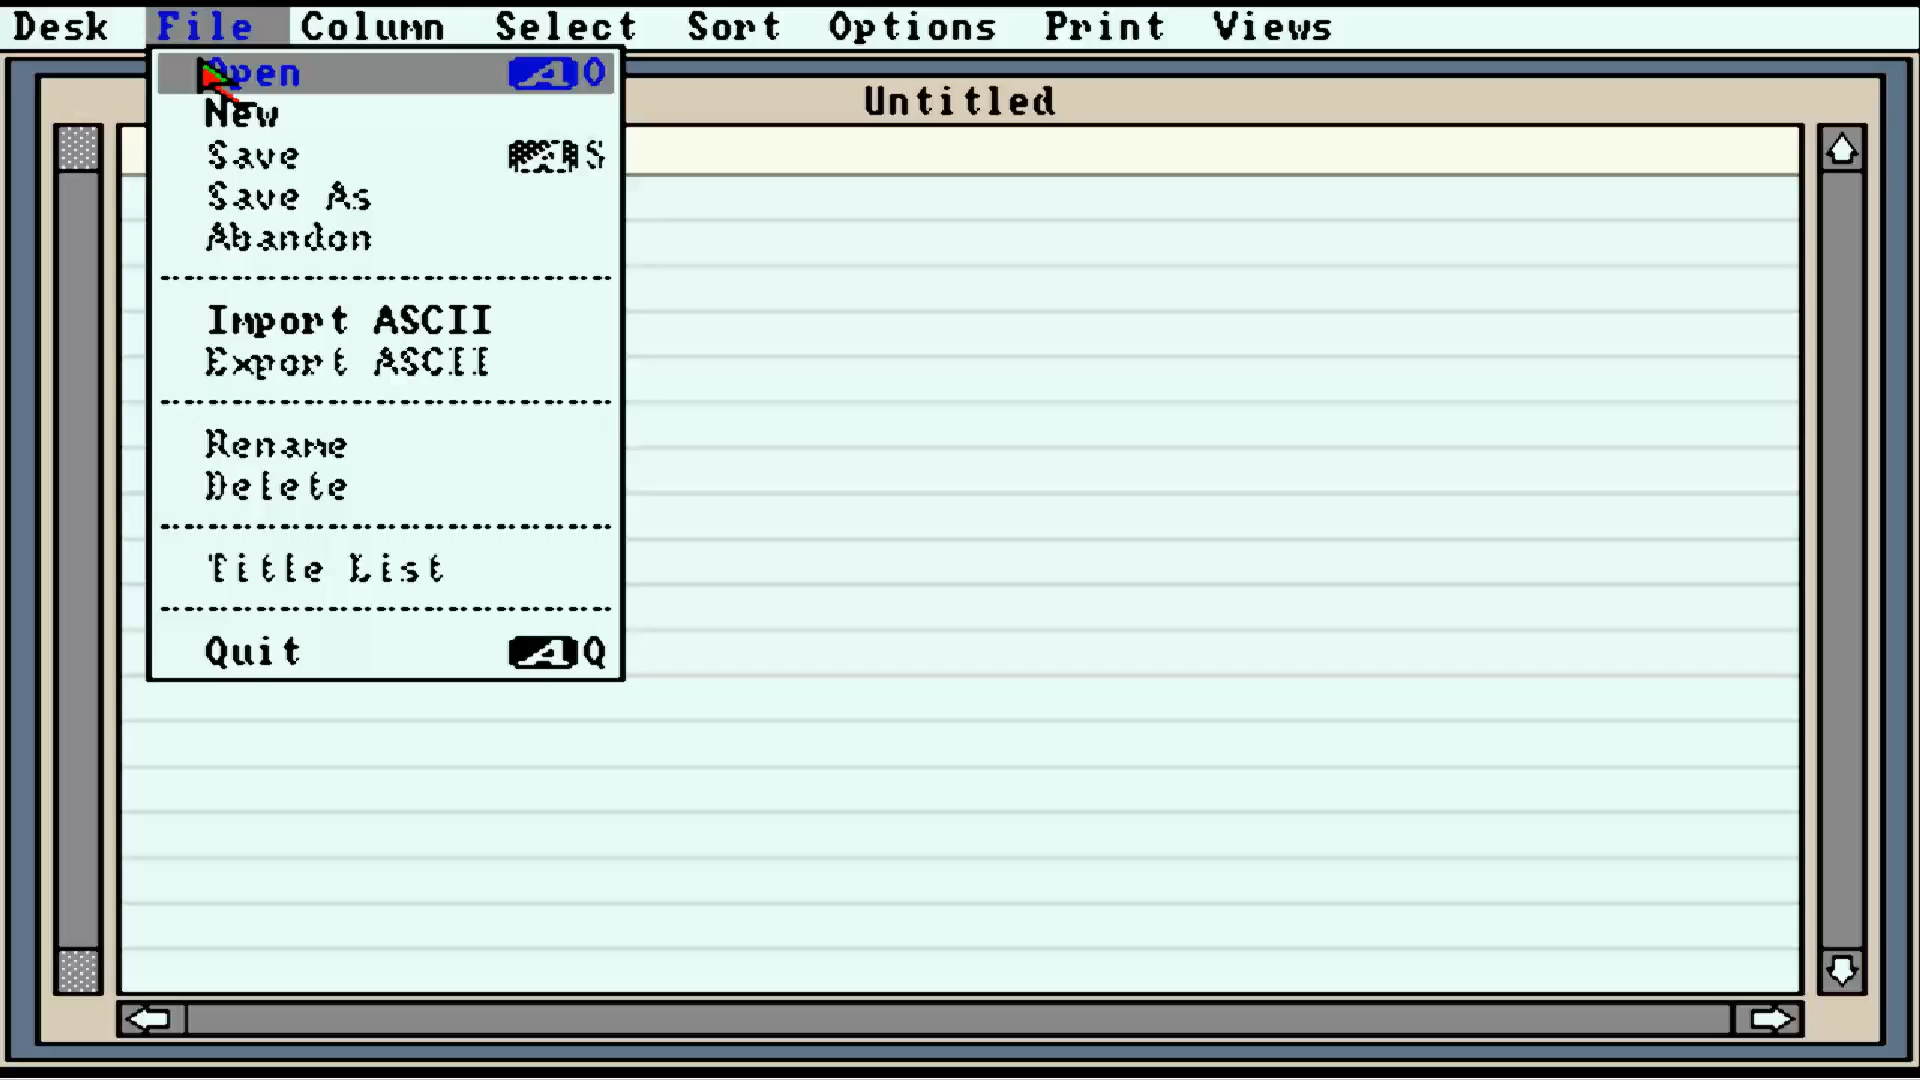 Desk File Column Select Sort Options Print Views
Untitled
Open A O
New
Save A S
Save As
Abandon
Import ASCII
Export ASCII
Rename
Delete
Title List
Quit A Q